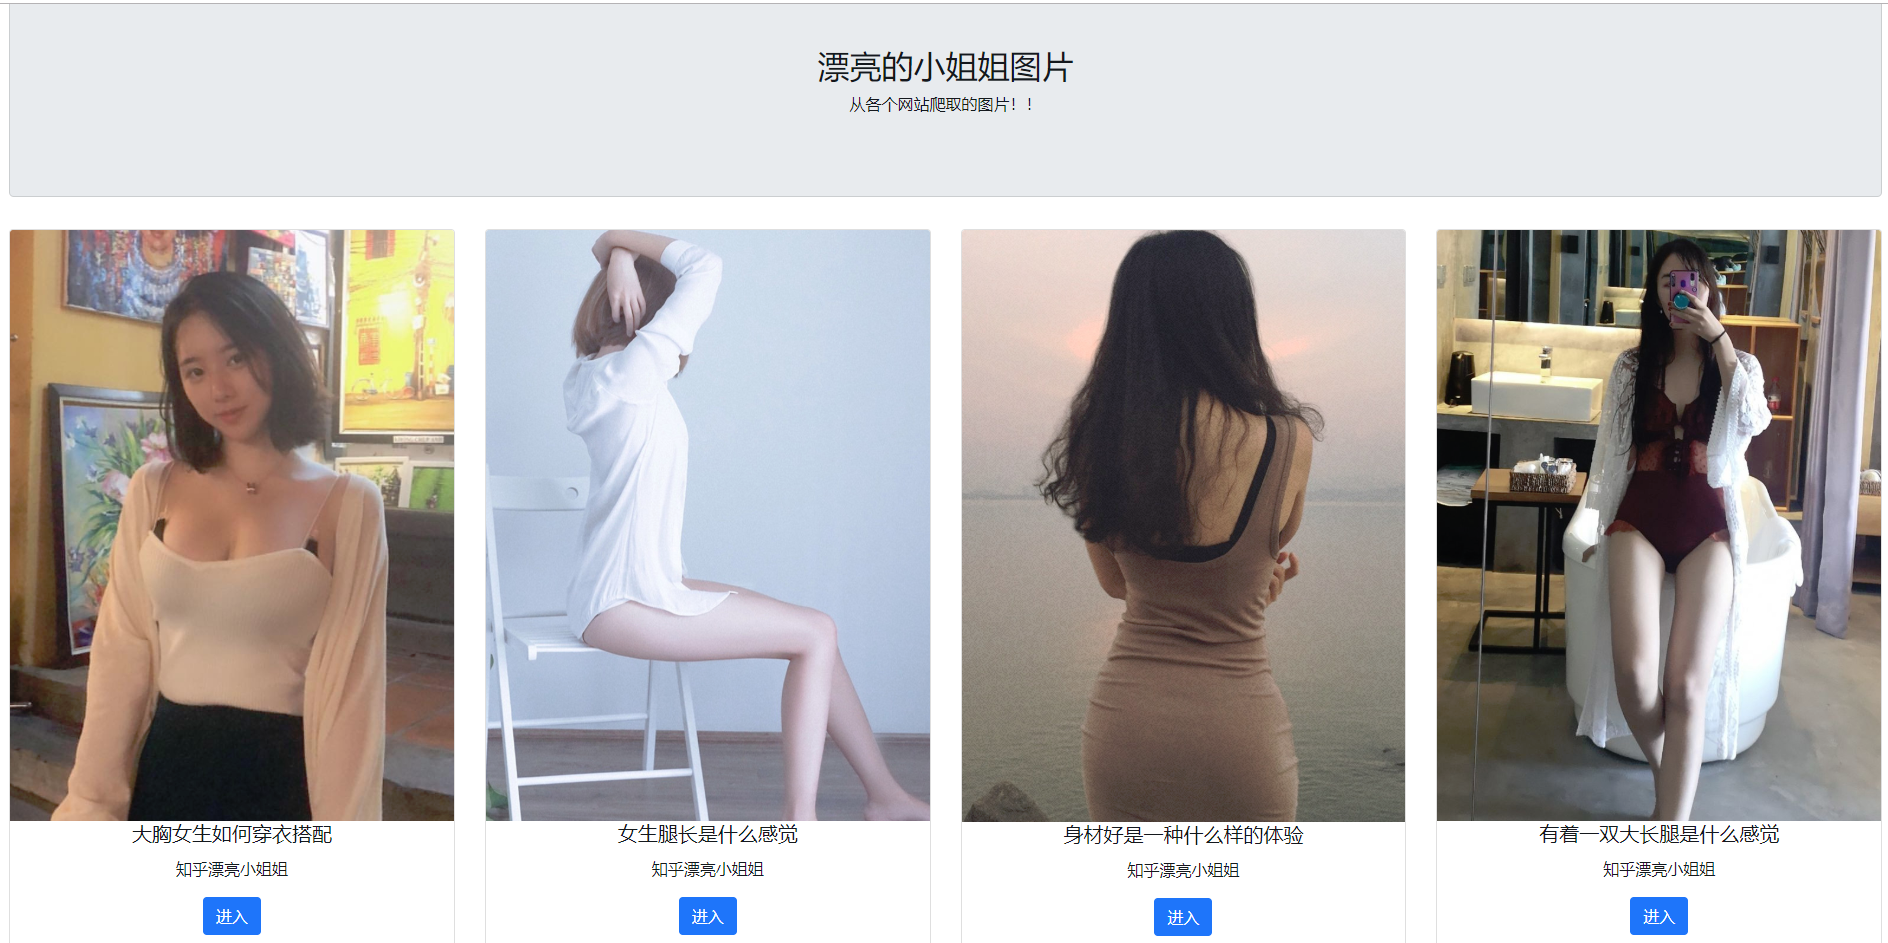 漂亮的小姐姐图片
从各个网站爬取的图片！！
大胸女生如何穿衣搭配
知乎漂亮小姐姐
进入
女生腿长是什么感觉
知乎漂亮小姐姐
进入
身材好是一种什么样的体验
知乎漂亮小姐姐
进入
有着一双大长腿是什么感觉
知乎漂亮小姐姐
进入